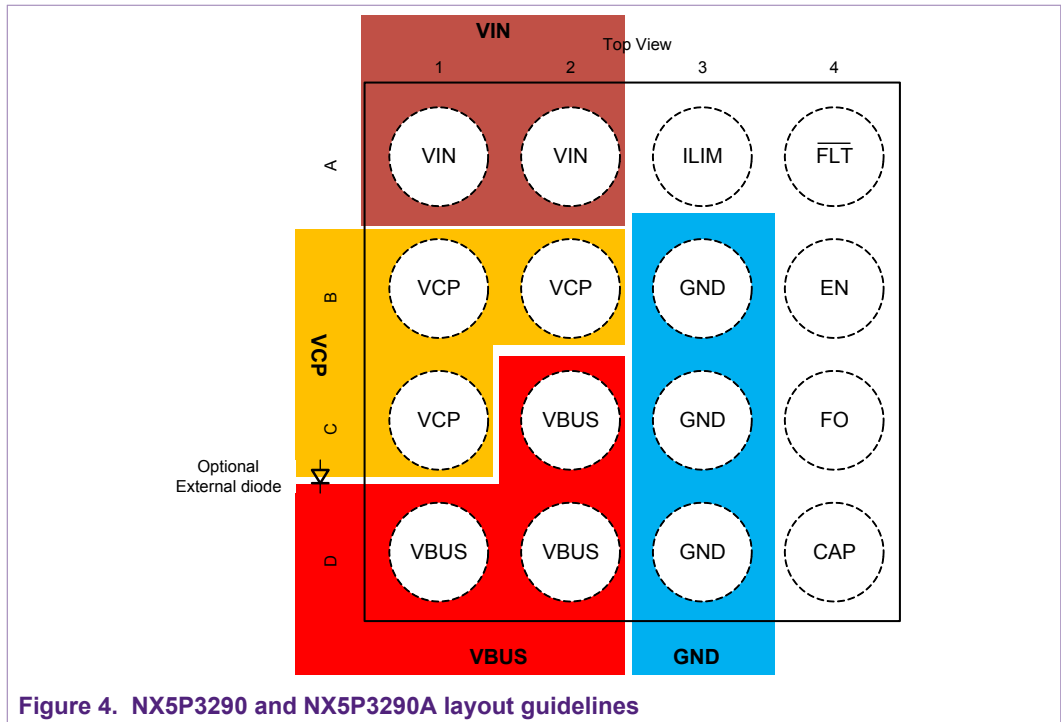 VIN
Top View
1 2 3 4
A VIN VIN ILIM F̅L̅T̅
B VCP VCP GND EN
VCP
C VCP VBUS GND FO
Optional
External diode
D VBUS VBUS GND CAP
VBUS GND
Figure 4. NX5P3290 and NX5P3290A layout guidelines